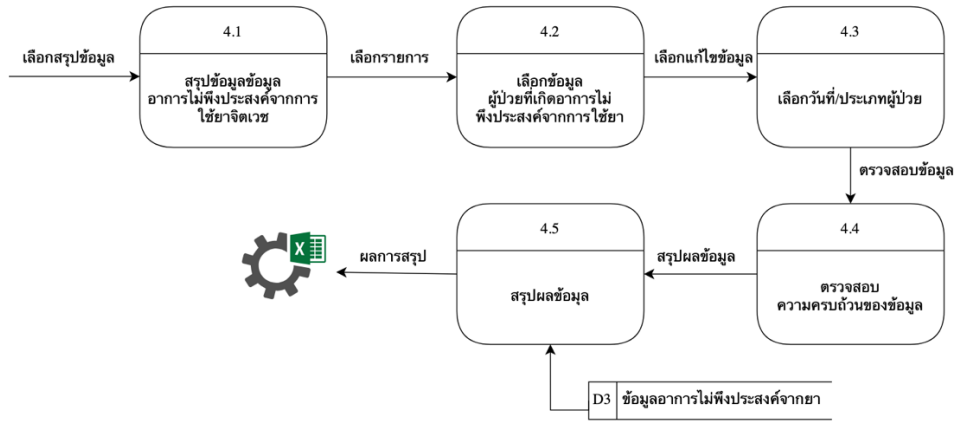 4.1
4.2
4.3
เลือกสรุปข้อมูล
สรุปข้อมูลข้อมูล
อาการไม่พึงประสงค์จากการ
ใช้ยาจิตเวช
เลือกรายการ
เลือกข้อมูล
ผู้ป่วยที่เกิดอาการไม่
พึงประสงค์จากการใช้ยา
เลือกแก้ไขข้อมูล
เลือกวันที่/ประเภทผู้ป่วย
ตรวจสอบข้อมูล
4.5
4.4
X
ผลการสรุป
สรุปผลข้อมุล
สรุปผลข้อมูล
ตรวจสอบ
ความครบถ้วนของข้อมูล
D3
ข้อมูลอาการไม่พึงประสงค์จากยา